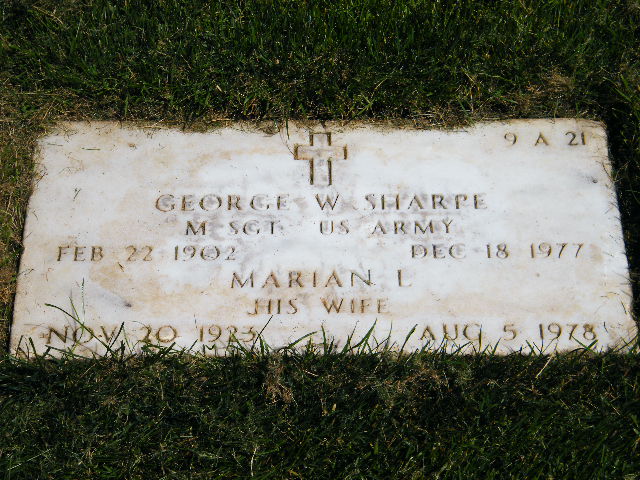 9 A 21
GEORGE W SHARPE
M SGT US ARMY
FEB 22 1902 DEC 18 1977
MARIAN L
HIS WIFE
NOV 20 1923 AUG 5 1978